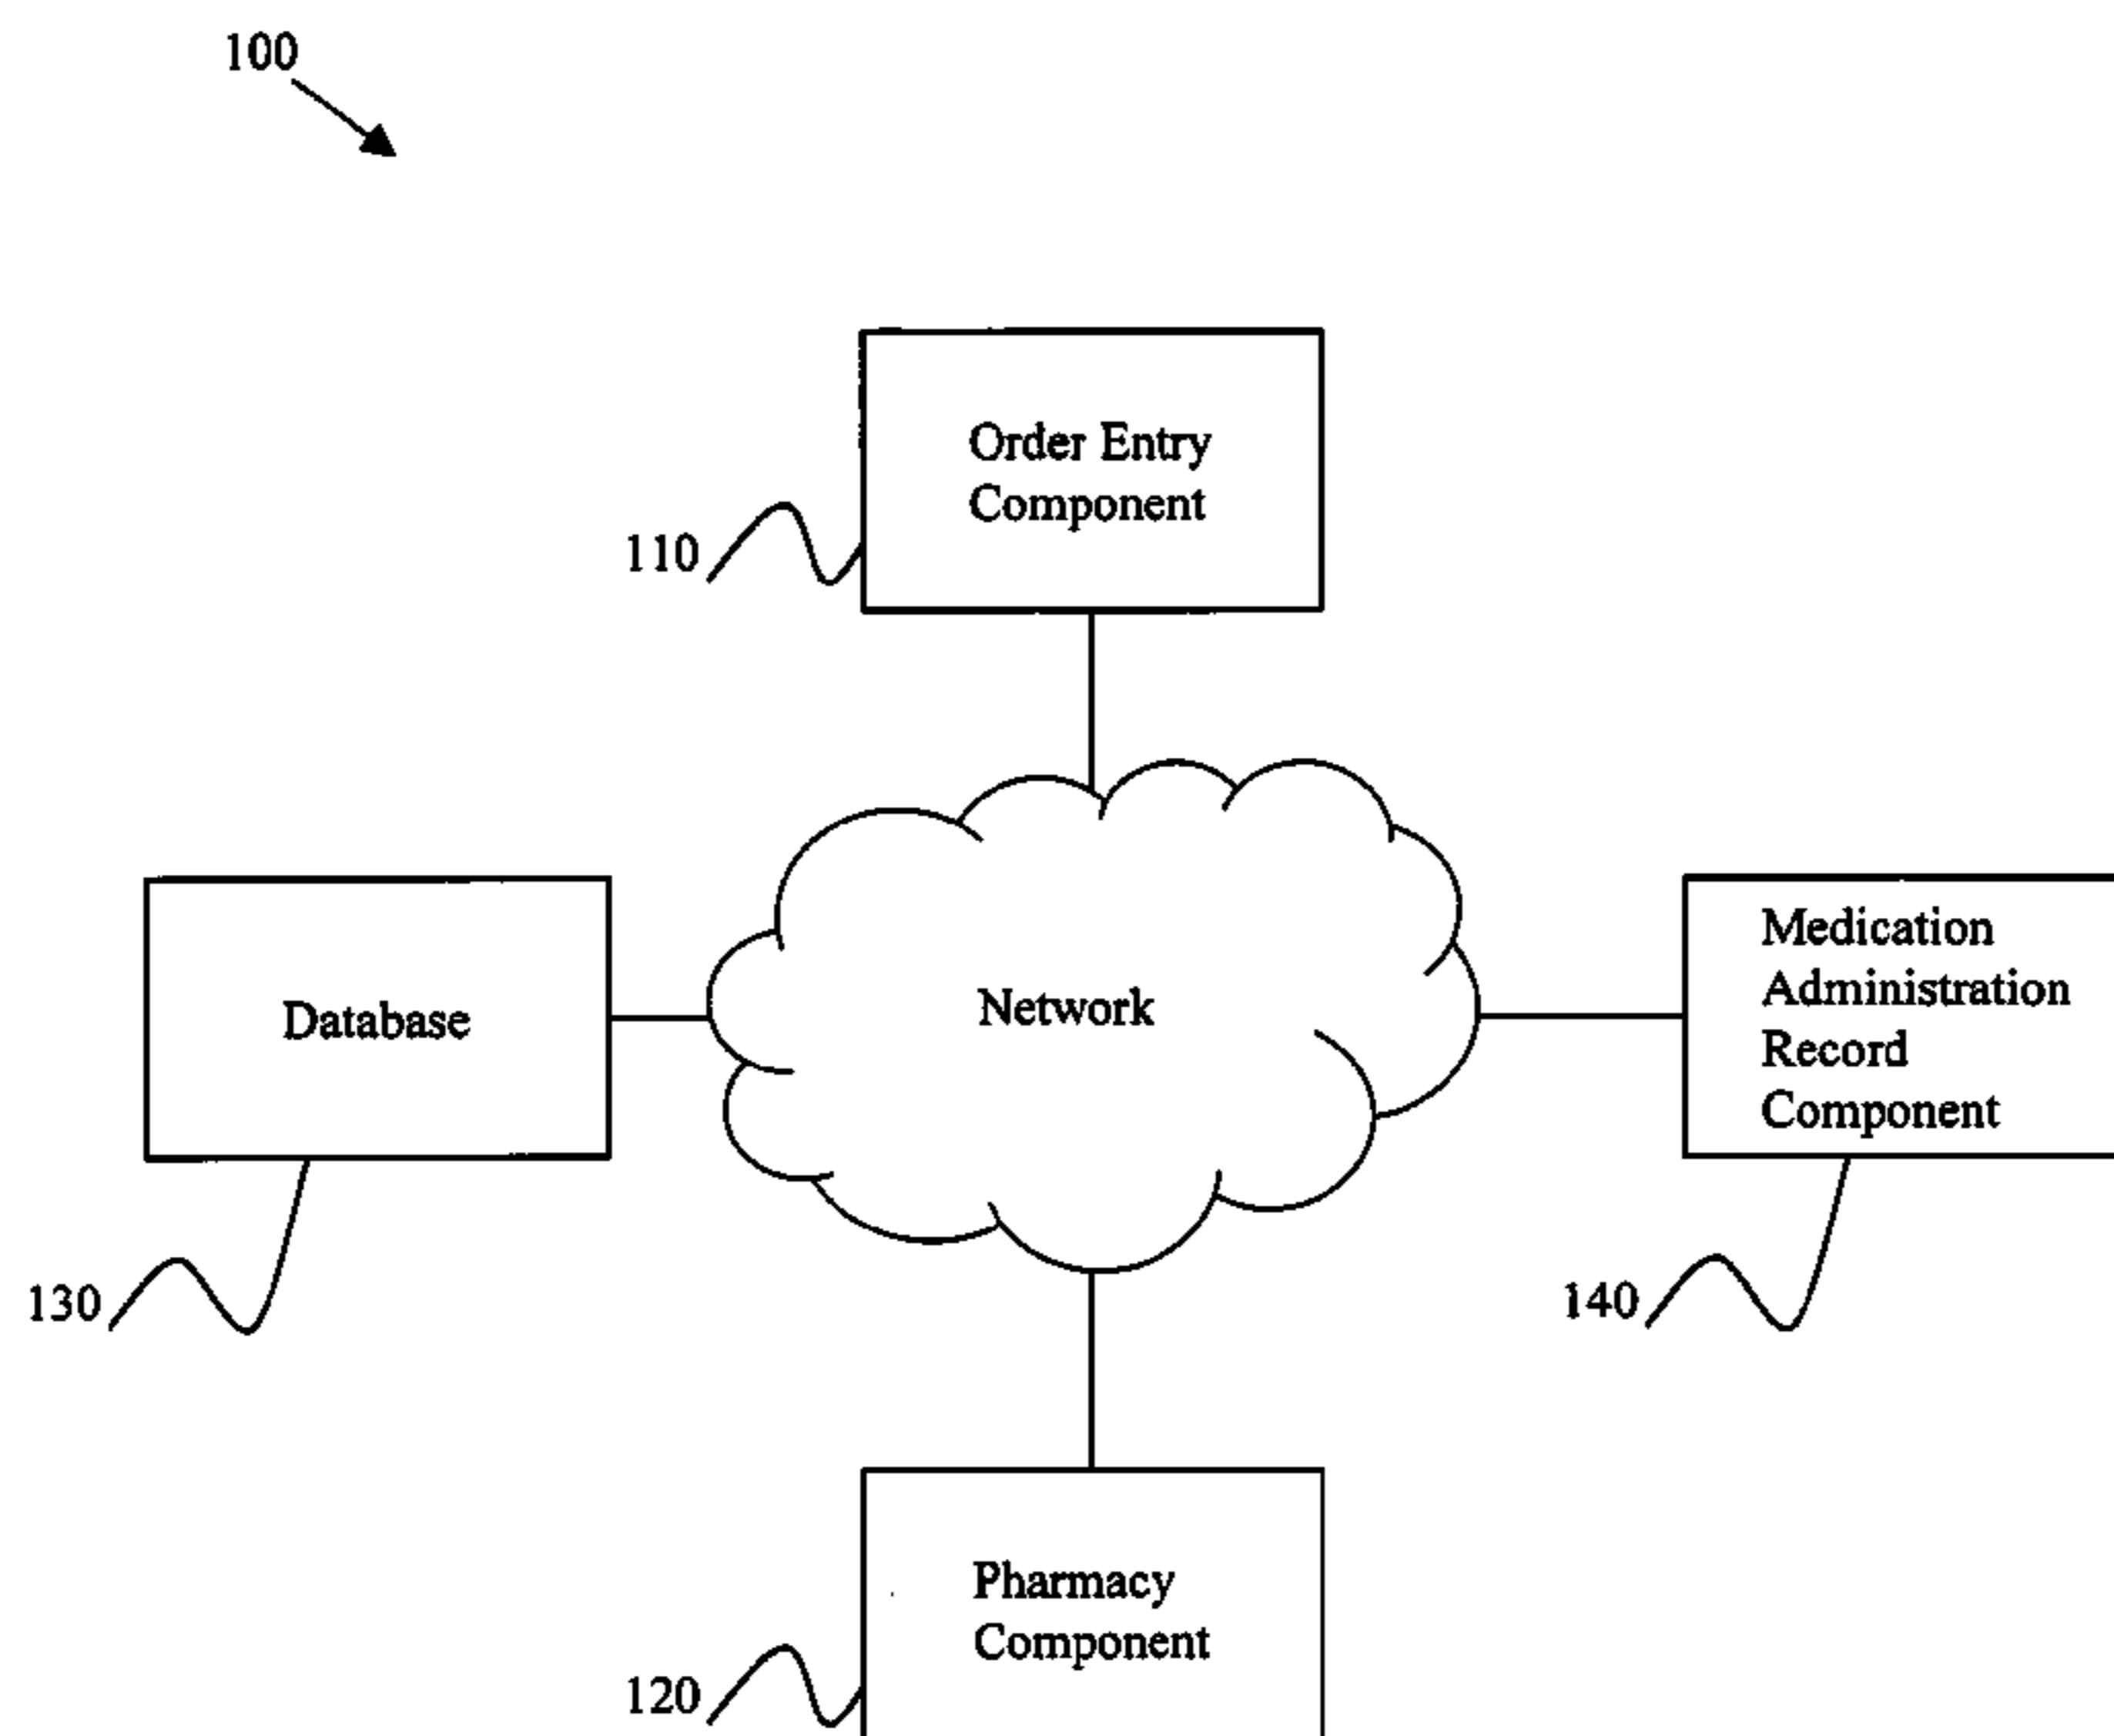 100
Order Entry
Component
110
Database
Network
Medication
Administration
Record
Component
130
140
Pharmacy
Component
120